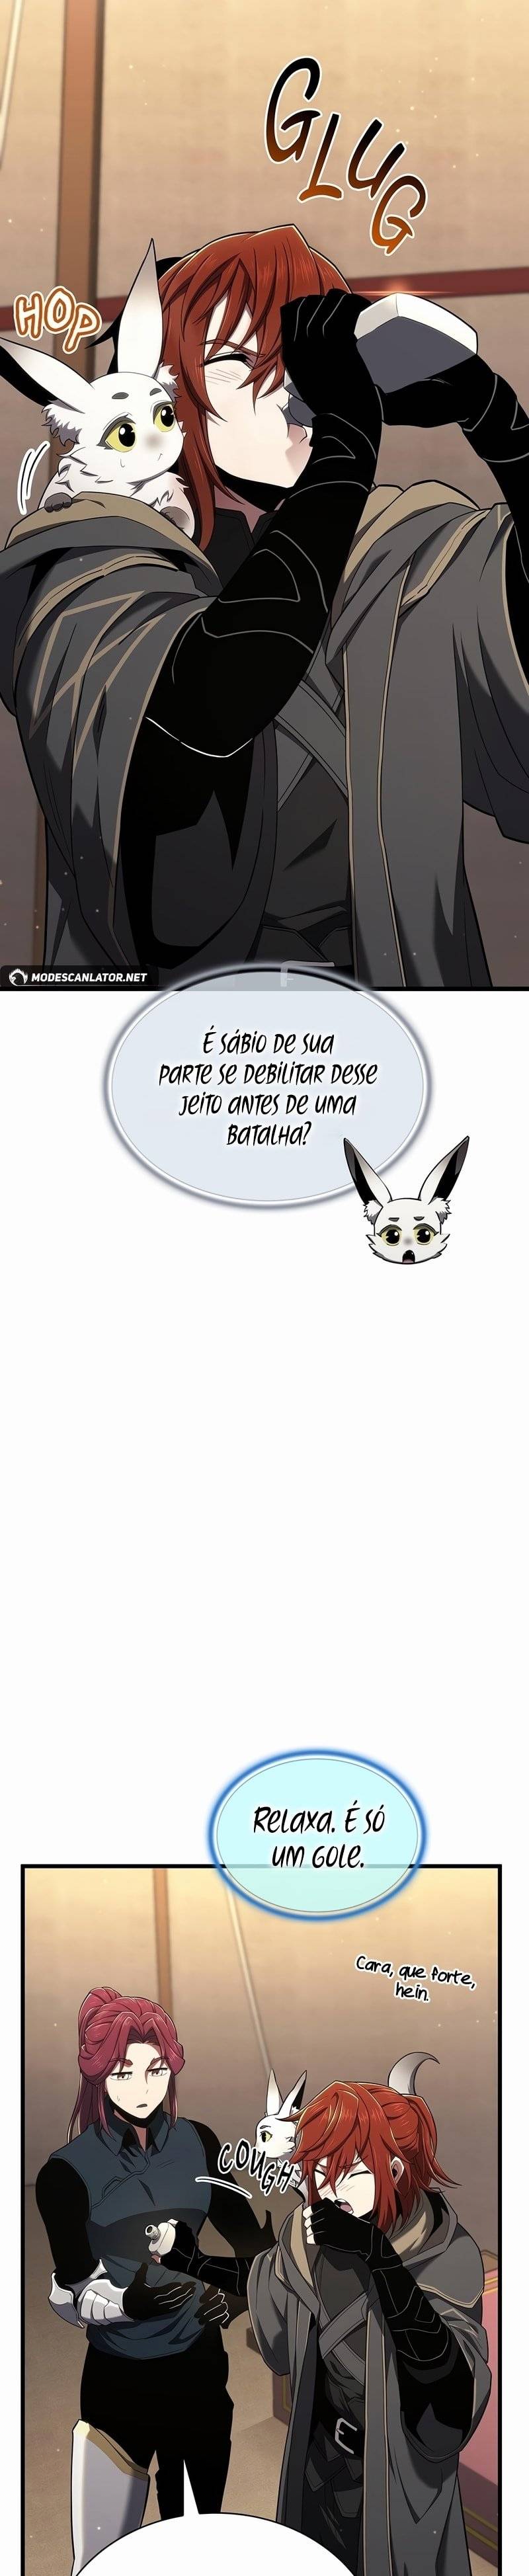 GLUG
HOP
MODESCANLATOR.NET
É SÁBIO DE SUA
PARTE SE DEBILITAR DESSE
JEITO ANTES DE UMA
BATALHA?
RELAXA. É SÓ
UM GOLE.
Cara, que forte,
hein.
COUGH